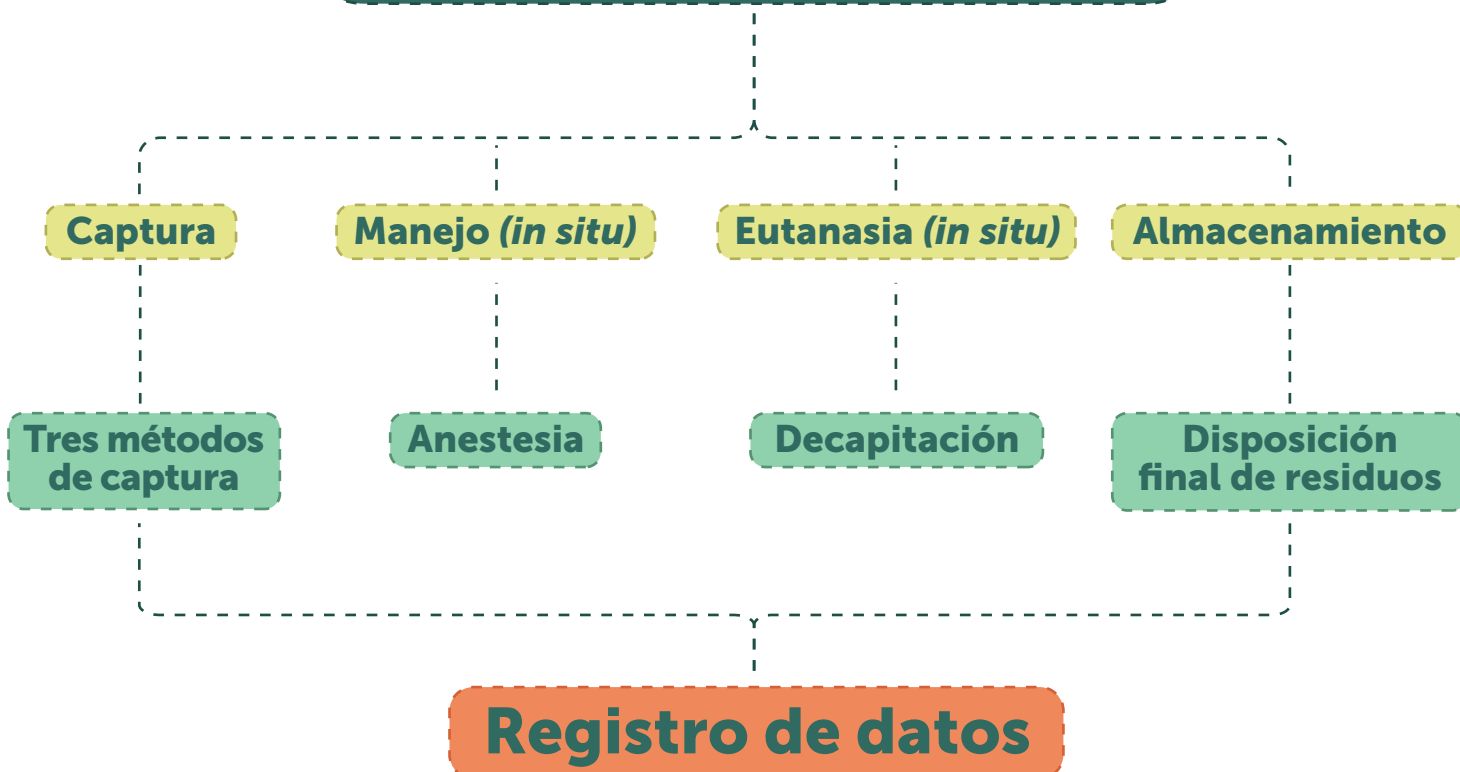 Captura
Manejo (in situ)
Eutanasia (in situ)
Almacenamiento
Tres métodos
de captura
Anestesia
Decapitación
Disposición
final de residuos
Registro de datos